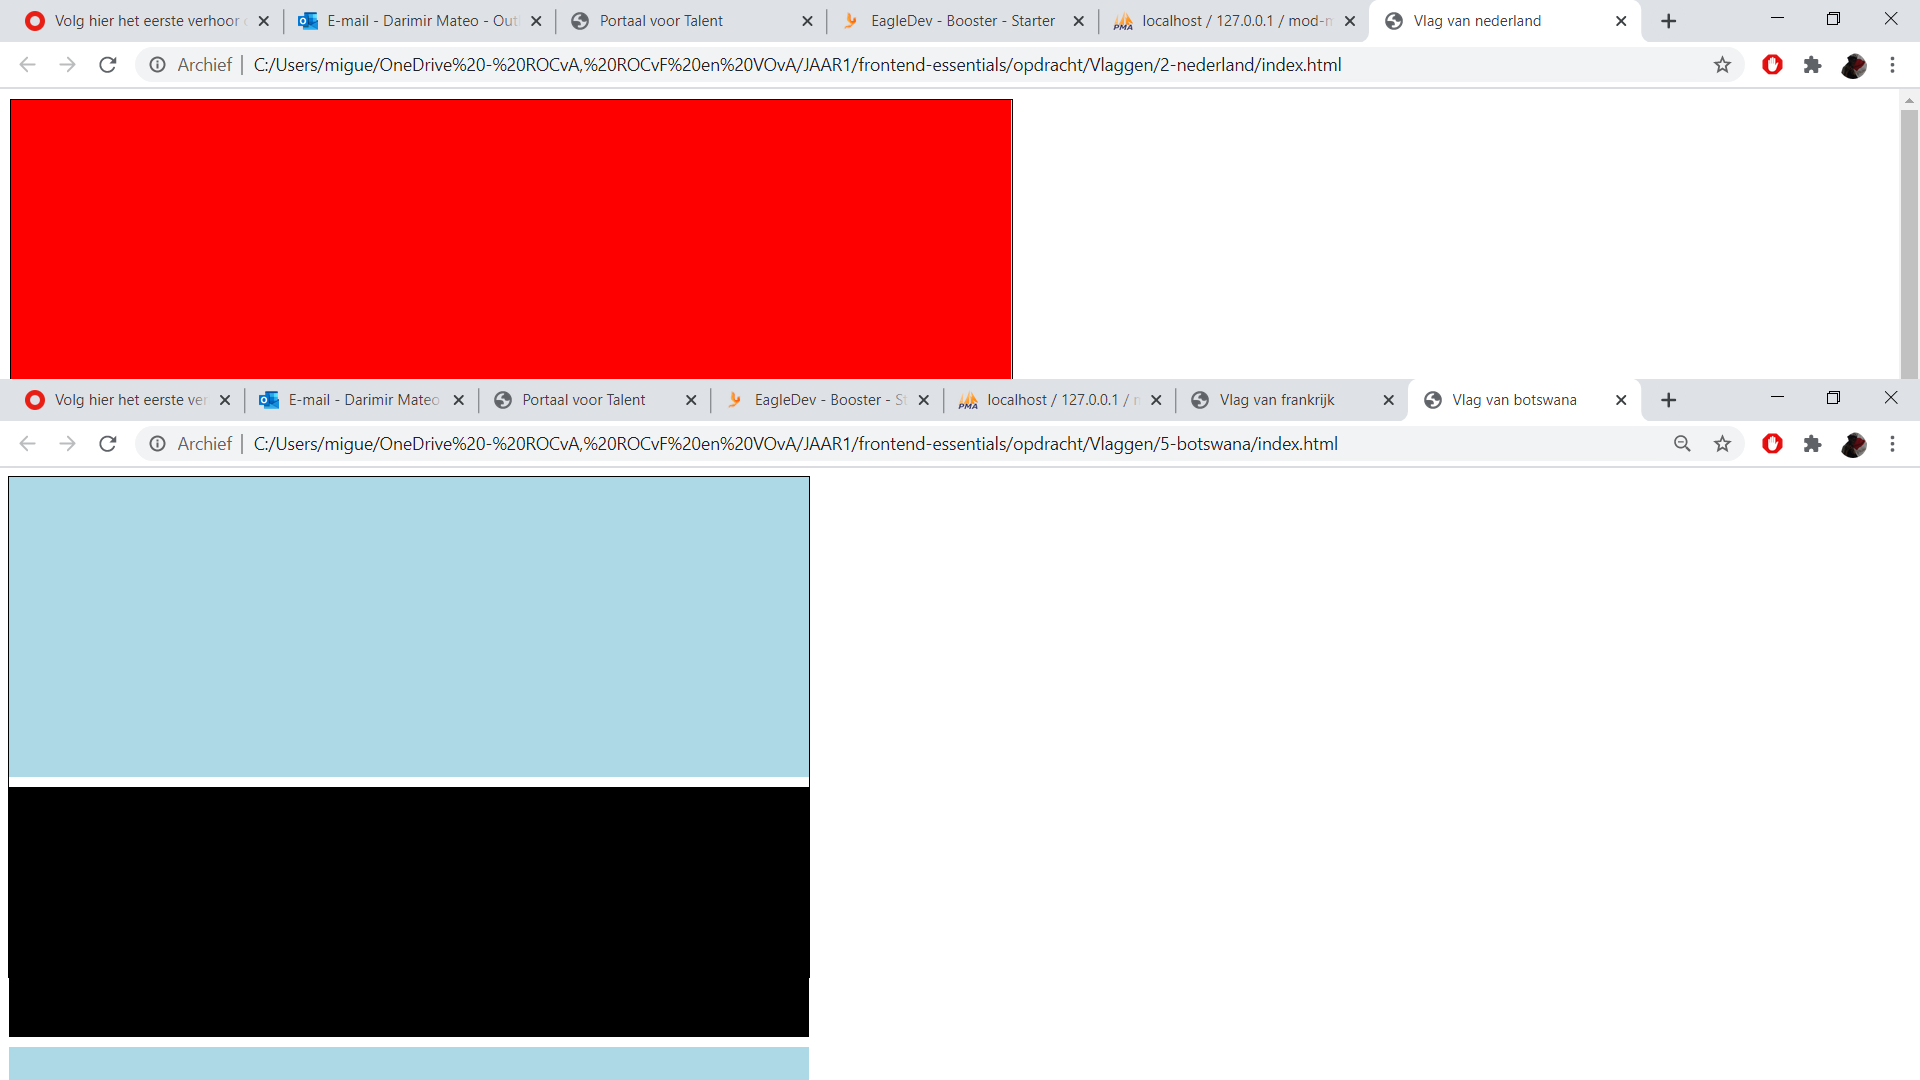 Volg hier het eerste verhoor
E-mail - Darimir Mateo - Out
Portaal voor Talent
EagleDev - Booster - Starter
localhost / 127.0.0.1 / mod-m
Vlag van nederland
Archief | C:/Users/migue/OneDrive%20-%20ROCvA,%20ROCvF%20en%20VOvA/JAAR1/frontend-essentials/opdracht/Vlaggen/2-nederland/index.html
Volg hier het eerste ver
E-mail - Darimir Mateo
Portaal voor Talent
EagleDev - Booster - St
localhost / 127.0.0.1 /
Vlag van frankrijk
Vlag van botswana
Archief | C:/Users/migue/OneDrive%20-%20ROCvA,%20ROCvF%20en%20VOvA/JAAR1/frontend-essentials/opdracht/Vlaggen/5-botswana/index.html